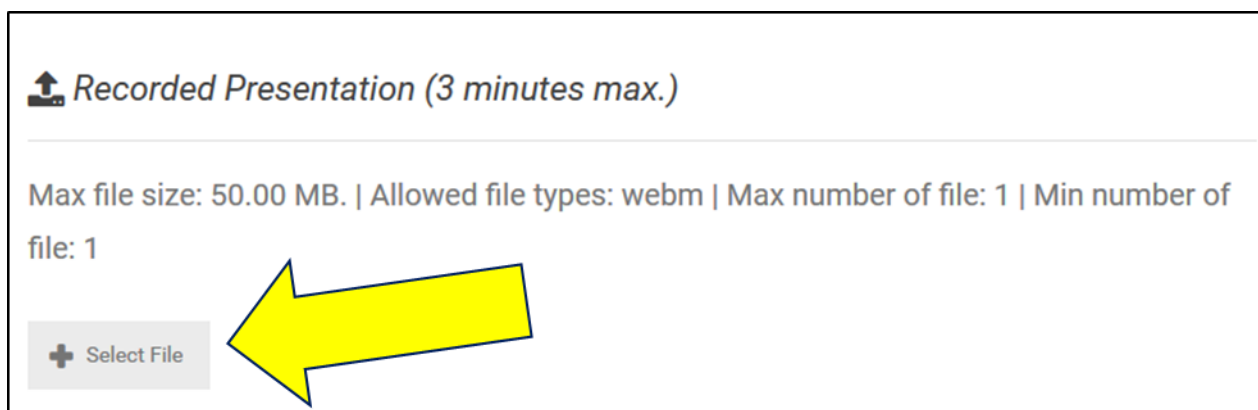 Recorded Presentation (3 minutes max.)
Max file size: 50.00 MB. | Allowed file types: webm | Max number of file: 1 | Min number of
file: 1
Select File